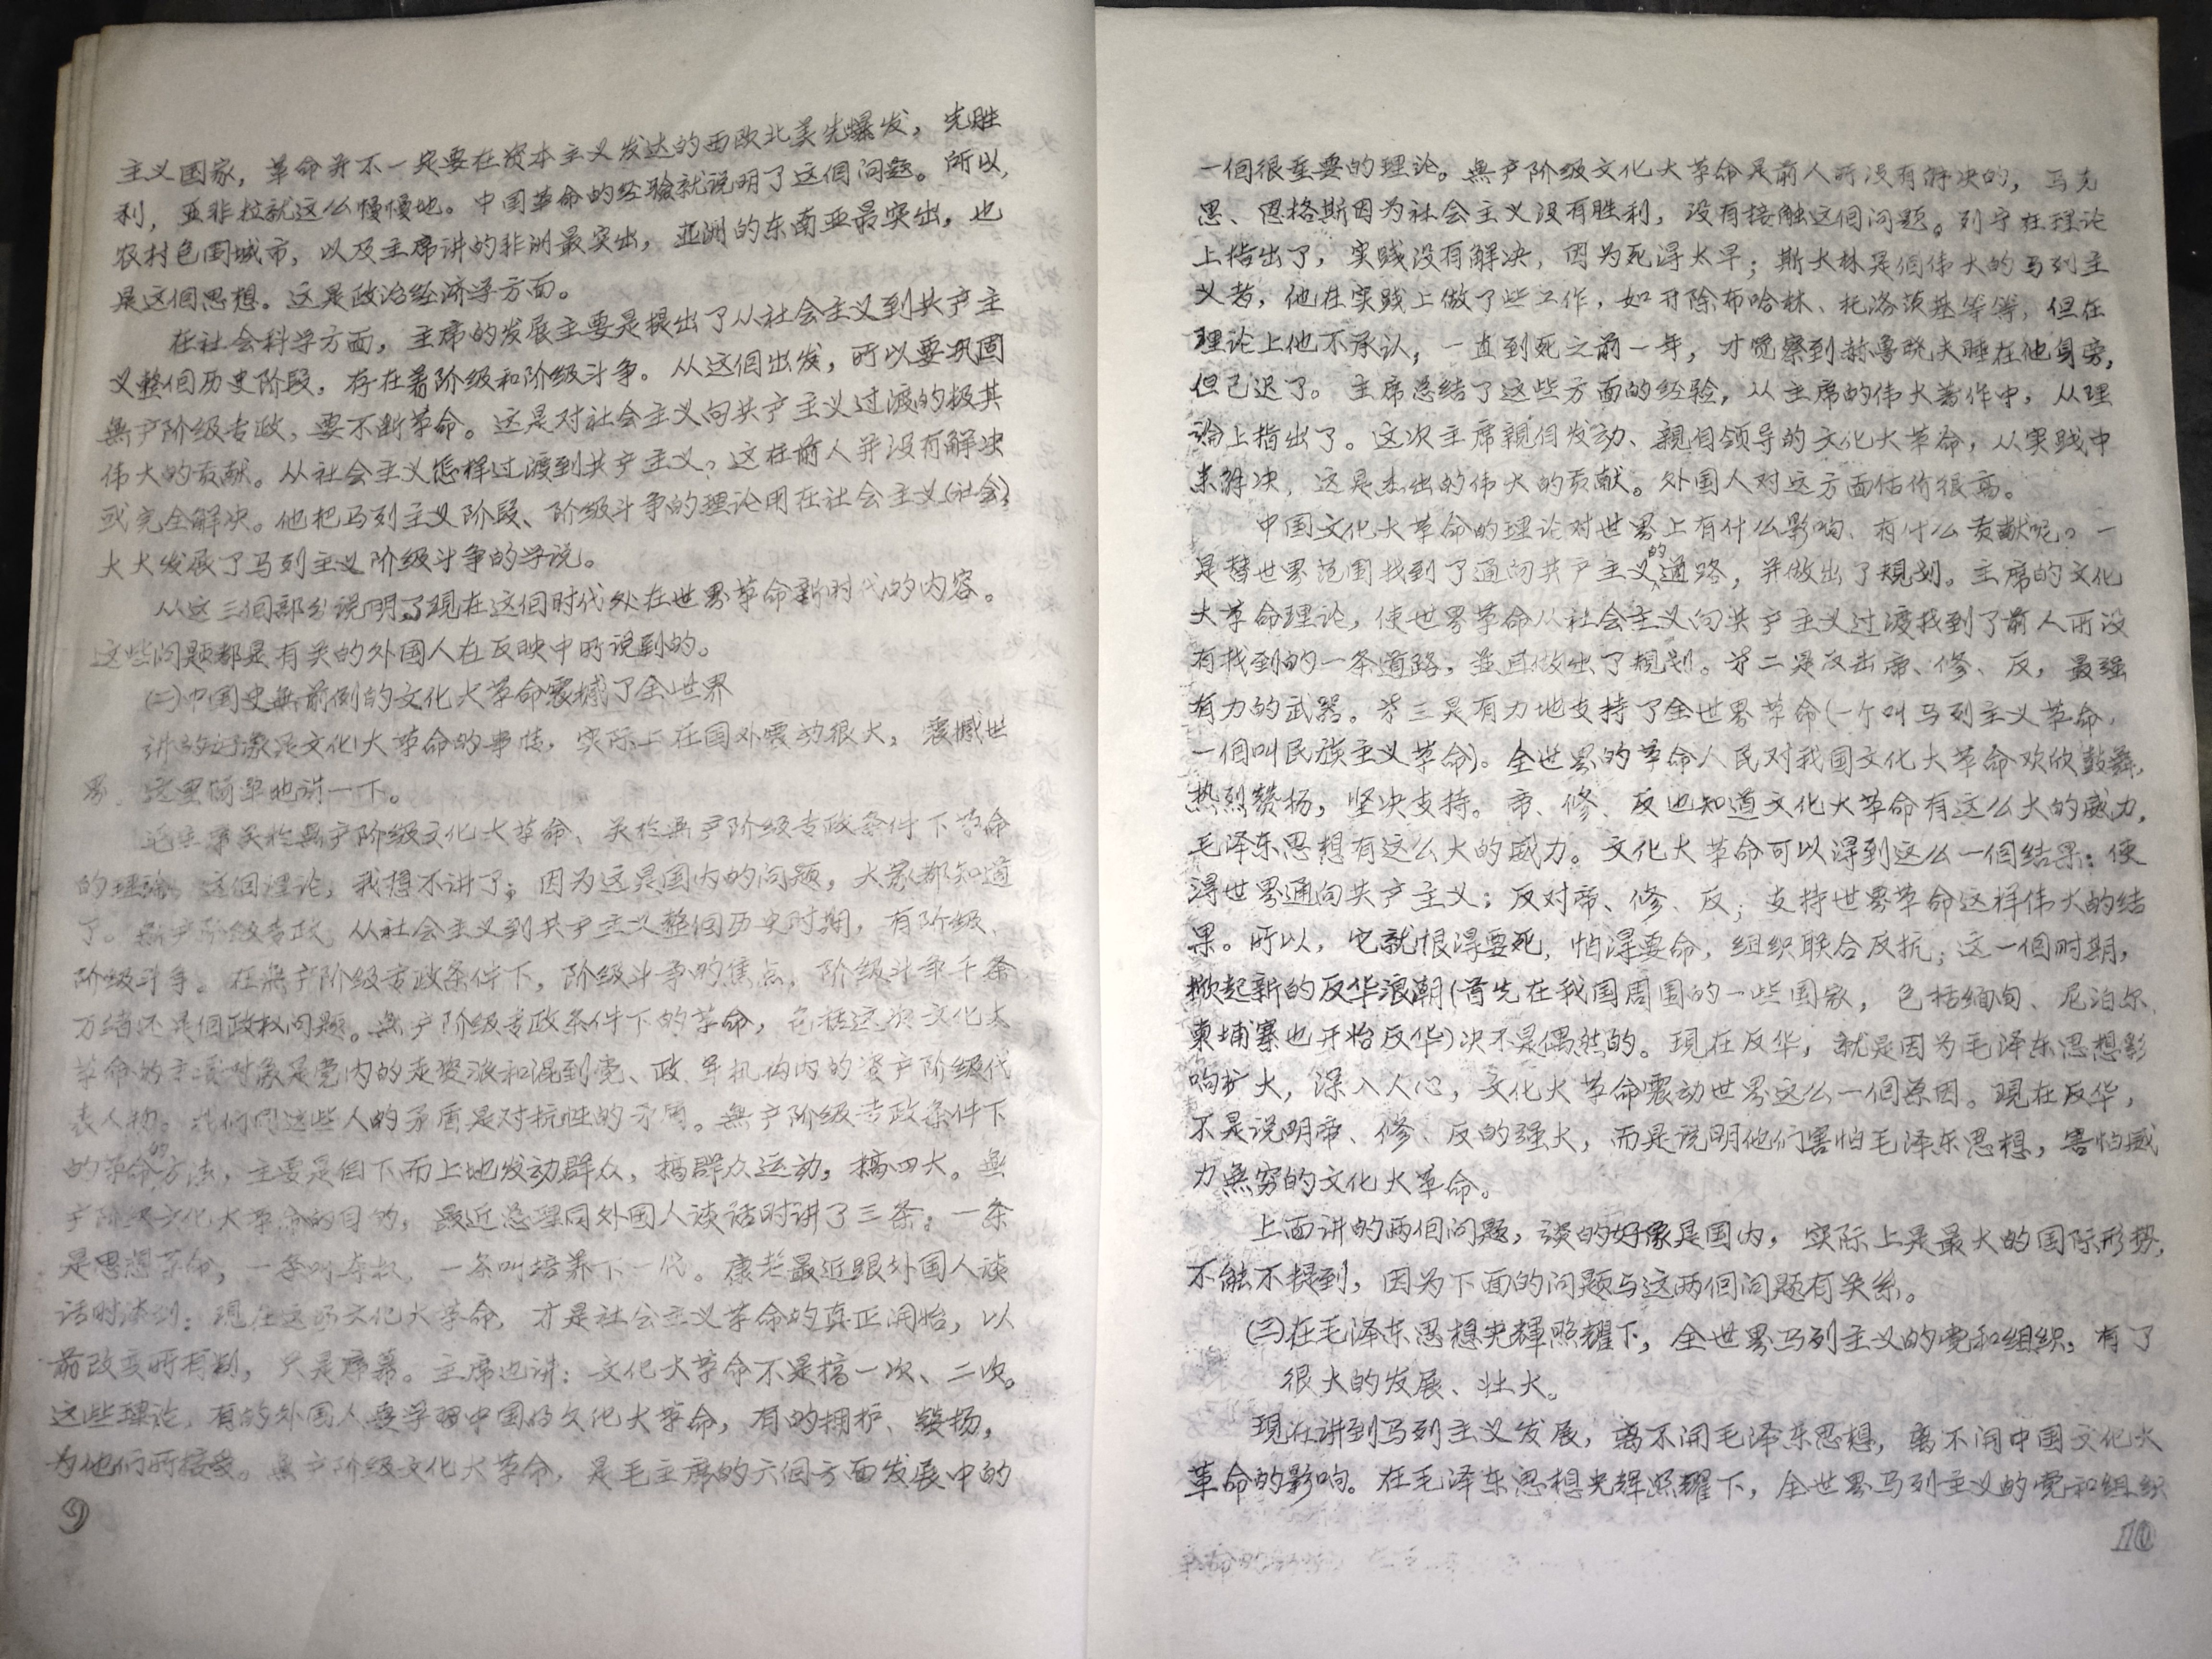 主义国家，革命并不一定要在资本主义发达的西欧北美先爆发，先胜
利，亚非拉就这么慢慢地。中国革命的经验就说明了这個问题。所以，
农村包围城市，以及主席讲的非洲最突出，亚洲的东南亚最突出，也
是这個思想。这是政治经济学方面。
在社会科学方面，主席的发展主要是提出了从社会主义到共产主
义整個历史阶段，存在着阶级和阶级斗争。从这個出发，所以要巩固
無产阶级专政，要不断革命。这是对社会主义向共产主义过渡的极其
伟大的贡献。从社会主义怎样过渡到共产主义？这在前人并没有解决
或完全解决。他把马列主义阶段、阶级斗争的理论用在社会主义(社会)，
大大发展了马列主义阶级斗争的学说。
从这三個部分说明了现在这個时代处在世界革命新时代的内容。
这些问题都是有关的外国人在反映中所说到的。
(二)中国史無前例的文化大革命震撼了全世界
讲的好象是文化大革命的事情，实际上在国外震动很大，震撼世
界，这里简单地讲一下。
毛主席关於無产阶级文化大革命、关於無产阶级专政条件下革命
的理论，这個理论，我想不讲了，因为这是国内的问题，大家都知道
了。無产阶级专政，从社会主义到共产主义整個历史时期，有阶级、
阶级斗争。在無产阶级专政条件下，阶级斗争的焦点，阶级斗争千条
万绪还是個政权问题。無产阶级专政条件下的革命，包括这次文化大
革命的主要对象是党内的走资派和混到党、政、军机构内的资产阶级代
表人物。我们同这些人的矛盾是对抗性的矛盾。無产阶级专政条件下
的革命的方法，主要是自下而上地发动群众，搞群众运动，搞四大。無
产阶级文化大革命的目的，最近总理同外国人谈话时讲了三条。一条
是思想革命，一条叫夺权，一条叫培养下一代。康老最近跟外国人谈
话时谈到：现在这场文化大革命，才是社会主义革命的真正开始，以
前改变所有制，只是序幕。主席也讲：文化大革命不是搞一次、二次。
这些理论，有的外国人要学习中国的文化大革命，有的拥护、赞扬，
为他们所接受。無产阶级文化大革命，是毛主席的六個方面发展中的
9
一個很重要的理论。無产阶级文化大革命是前人所没有解决的，马克
思、恩格斯因为社会主义没有胜利，没有接触这個问题。列宁在理论
上指出了，实践没有解决，因为死得太早；斯大林是個伟大的马列主
义者，他在实践上做了些工作，如开除布哈林、托洛茨基等等，但在
理论上他不承认，一直到死之前一年，才觉察到赫鲁晓夫睡在他身旁，
但已迟了。主席总结了这些方面的经验，从主席的伟大著作中，从理
论上指出了。这次主席親自发动、親自领导的文化大革命，从实践中
来解决，这是杰出的伟大的贡献。外国人对这方面估价很高。
中国文化大革命的理论对世界上有什么影响、有什么贡献呢？一
是替世界范围找到了通向共产主义的道路，并做出了规划。主席的文化
大革命理论，使世界革命从社会主义向共产主义过渡找到了前人所没
有找到的一条道路，並且做出了规划。第二是反击帝、修、反，最强
有力的武器。第三是有力地支持了全世界革命(一个叫马列主义革命，
一個叫民族主义革命)。全世界的革命人民对我国文化大革命欢欣鼓舞，
热烈赞扬，坚决支持。帝、修、反也知道文化大革命有这么大的威力，
毛泽东思想有这么大的威力。文化大革命可以得到这么一個结果：使
得世界通向共产主义；反对帝、修、反；支持世界革命这样伟大的结
果。所以，它就恨得要死，怕得要命，组织联合反抗；这一個时期，
掀起新的反华浪潮(首先在我国周围的一些国家，包括缅甸、尼泊尔，
柬埔寨也开始反华)决不是偶然的。现在反华，就是因为毛泽东思想影
响扩大，深入人心，文化大革命震动世界这么一個原因。现在反华，
不是说明帝、修、反的强大，而是说明他们害怕毛泽东思想，害怕威
力無穷的文化大革命。
上面讲的两個问题，谈的好像是国内，实际上是最大的国际形势，
不能不提到，因为下面的问题与这两個问题有关系。
(三)在毛泽东思想光辉照耀下，全世界马列主义的党和组织，有了
很大的发展、壮大。
现在讲到马列主义发展，离不开毛泽东思想，离不开中国文化大
革命的影响。在毛泽东思想光辉照耀下，全世界马列主义的党和组织
10